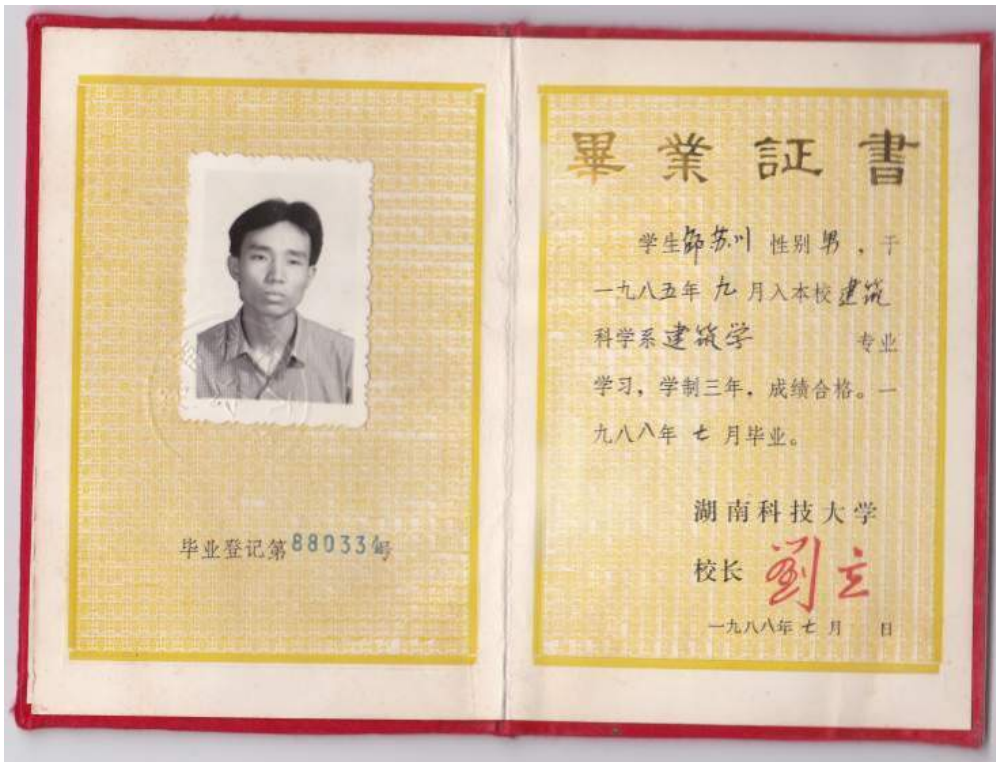 毕业登记第88033号
畢業証書
学生 苏川 性别男，于
一九八五年 九 月入本校建筑
科学系建筑学 专业
学习，学制三年，成绩合格。一
九八八年 七 月毕业。
湖南科技大学
校长 劉立
一九八八年七月 日